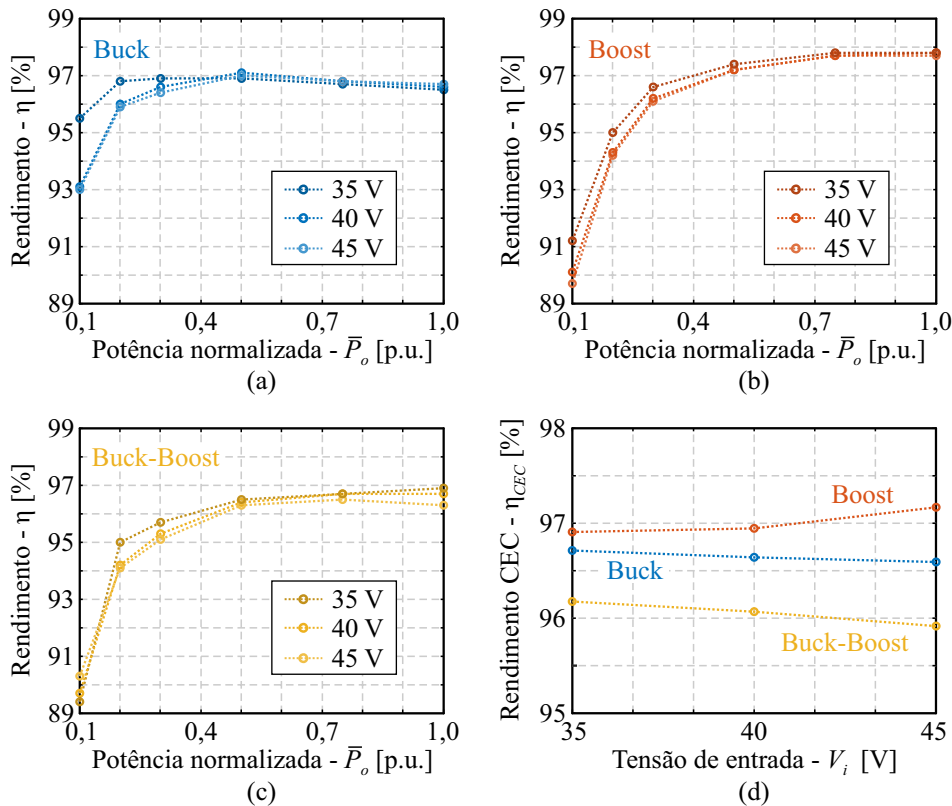 99
97
95
93
91
89
Rendimento - η [%]
Buck
35 V
40 V
45 V
0,1
0,4
0,7
1,0
Potência normalizada - P̅o [p.u.]
(a)
99
97
95
93
91
89
Rendimento - η [%]
Boost
35 V
40 V
45 V
0,1
0,4
0,7
1,0
Potência normalizada - P̅o [p.u.]
(b)
99
97
95
93
91
89
Rendimento - η [%]
Buck-Boost
35 V
40 V
45 V
0,1
0,4
0,7
1,0
Potência normalizada - P̅o [p.u.]
(c)
98
97
96
95
Rendimento CEC - ηCEC [%]
Boost
Buck
Buck-Boost
35
40
45
Tensão de entrada - Vi [V]
(d)